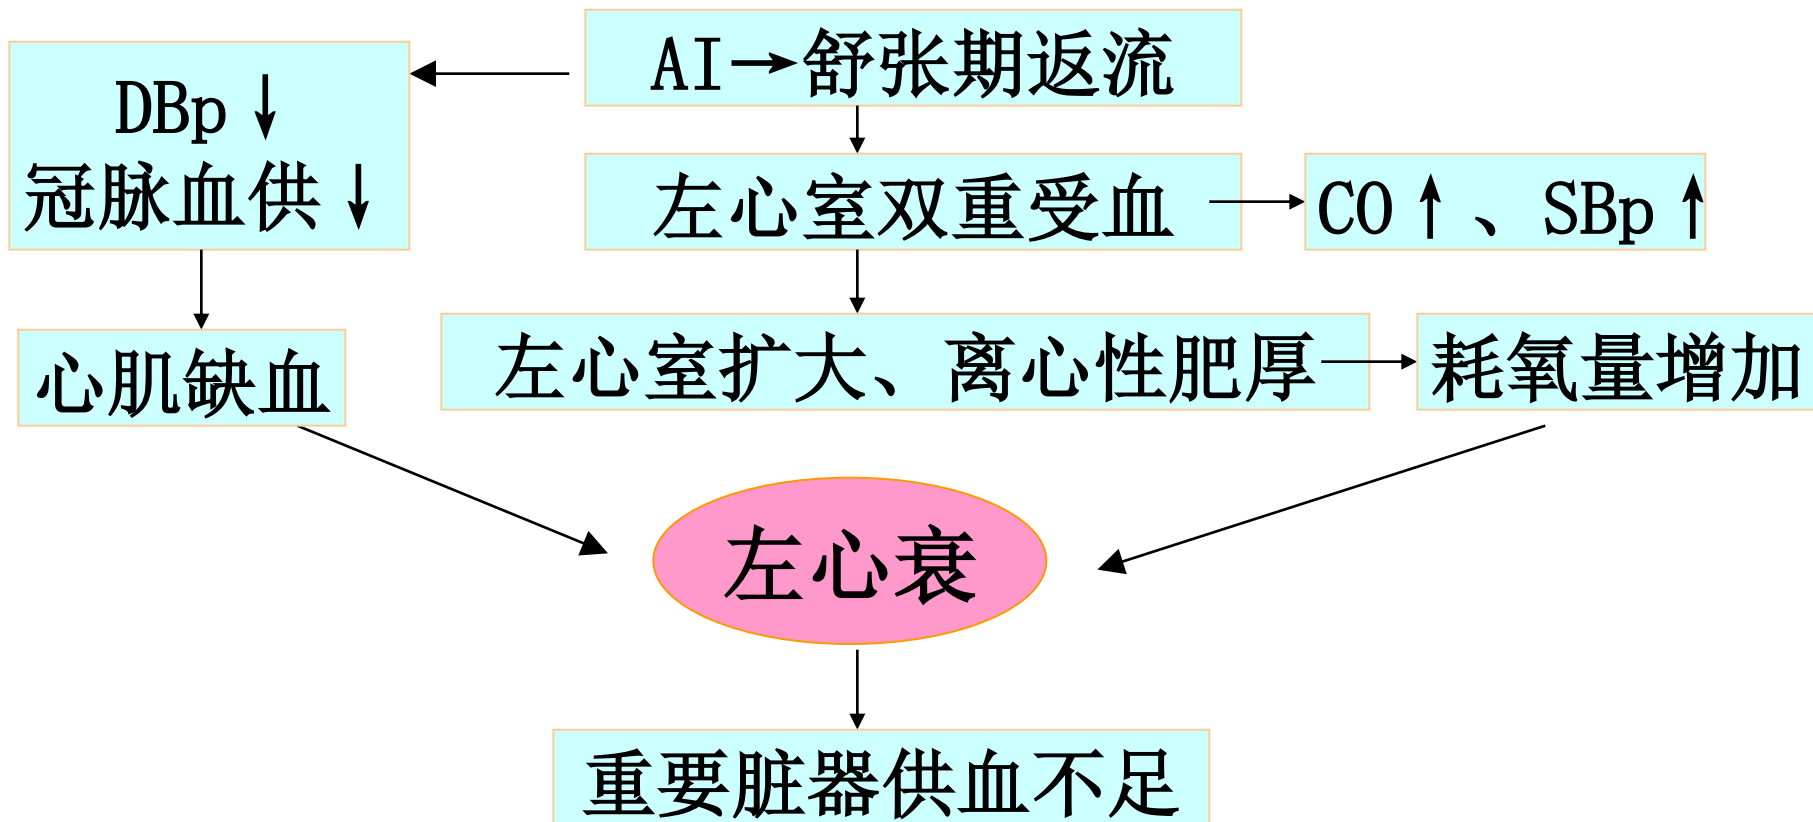 AI→舒张期返流
DBp↓
冠脉血供↓
左心室双重受血
CO↑、SBp↑
心肌缺血
左心室扩大、离心性肥厚
耗氧量增加
左心衰
重要脏器供血不足